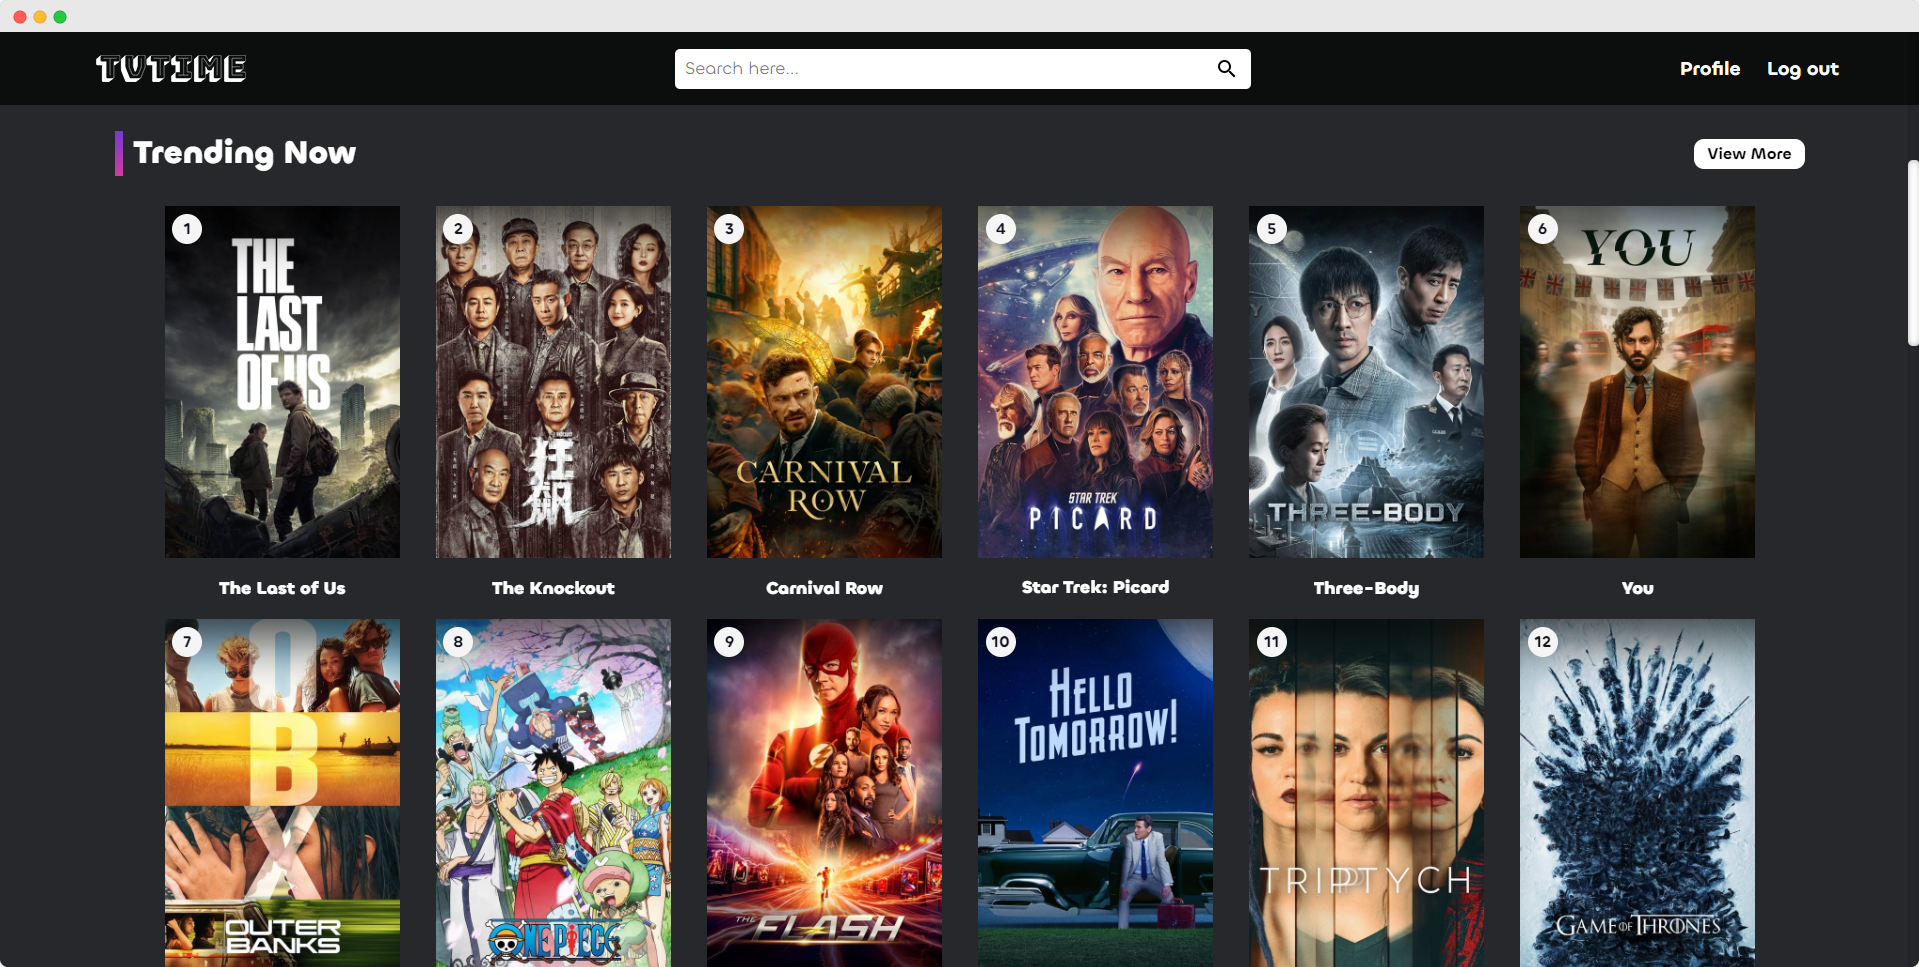 TVTIME
Search here...
Profile
Log out
Trending Now
View More
1
THE
LAST
OF US
2
狂
飙
3
CARNIVAL
ROW
4
STAR TREK
PICARD
5
THREE-BODY
6
YOU
The Last of Us
The Knockout
Carnival Row
Star Trek: Picard
Three-Body
You
7
O
B
X
OUTER
BANKS
8
ONE PIECE
9
THE
FLASH
10
HELLO
TOMORROW!
11
TRIPTYCH
12
GAME OF THRONES